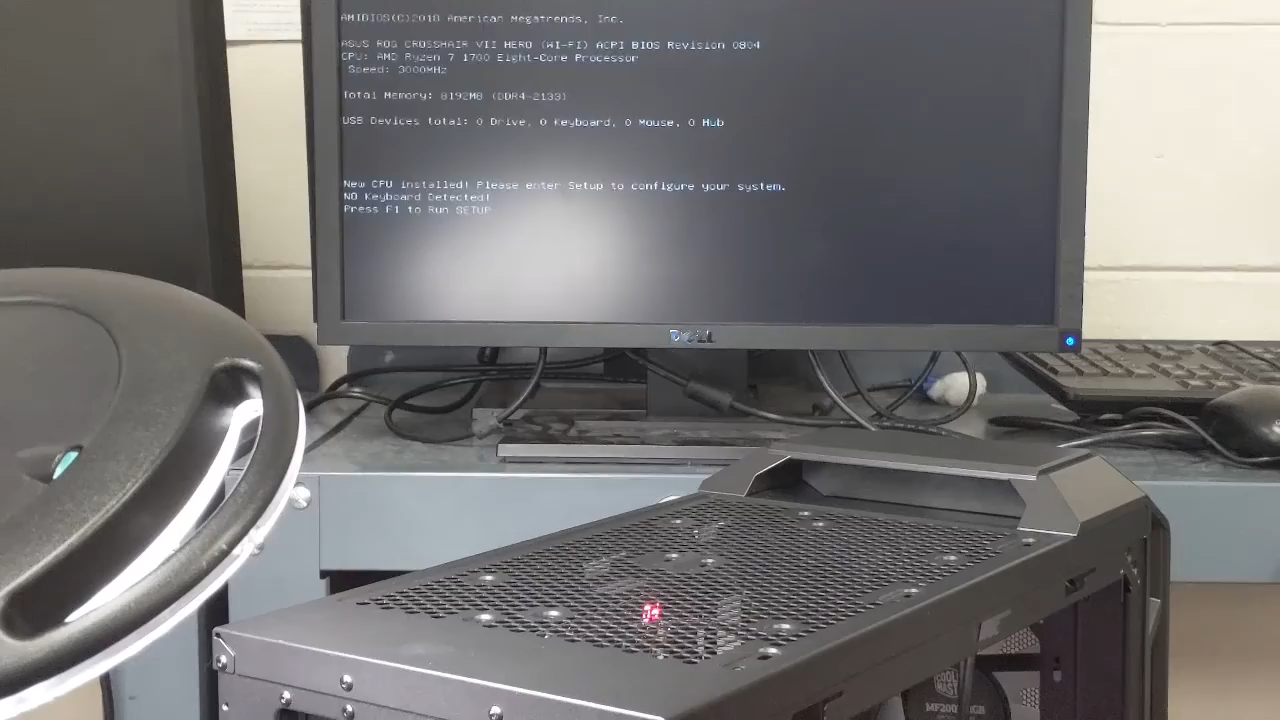 AMIBIOS(C)2018 American Megatrends, Inc.
ASUS ROG CROSSHAIR VII HERO (WI-FI) ACPI BIOS Revision 0804
CPU: AMD Ryzen 7 1700 Eight-Core Processor
Speed: 3000MHz
Total Memory: 8192MB (DDR4-2133)
USB Devices total: 0 Drive, 0 Keyboard, 0 Mouse, 0 Hub
New CPU installed! Please enter Setup to configure your system.
NO Keyboard Detected!
Press F1 to Run SETUP
DELL
COOL
MAST